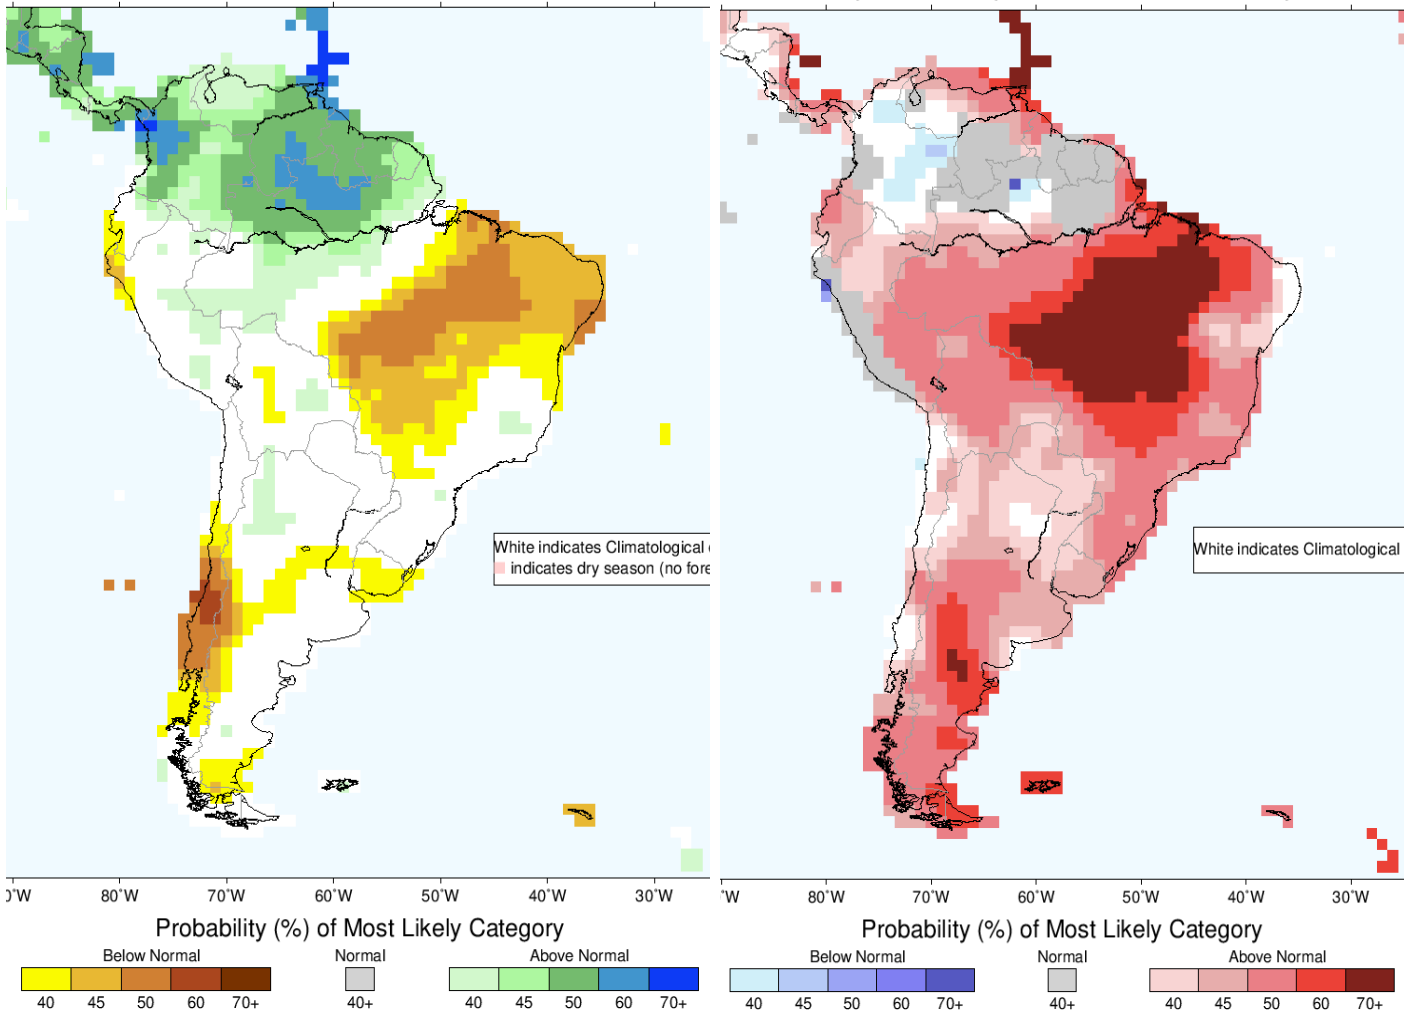 White indicates Climatological
indicates dry season (no fore
0°W 80°W 70°W 60°W 50°W 40°W 30°W
Probability (%) of Most Likely Category
Below Normal Normal Above Normal
40 45 50 60 70+ 40+ 40 45 50 60 70+
White indicates Climatological
°W 80°W 70°W 60°W 50°W 40°W 30°W
Probability (%) of Most Likely Category
Below Normal Normal Above Normal
40 45 50 60 70+ 40+ 40 45 50 60 70+